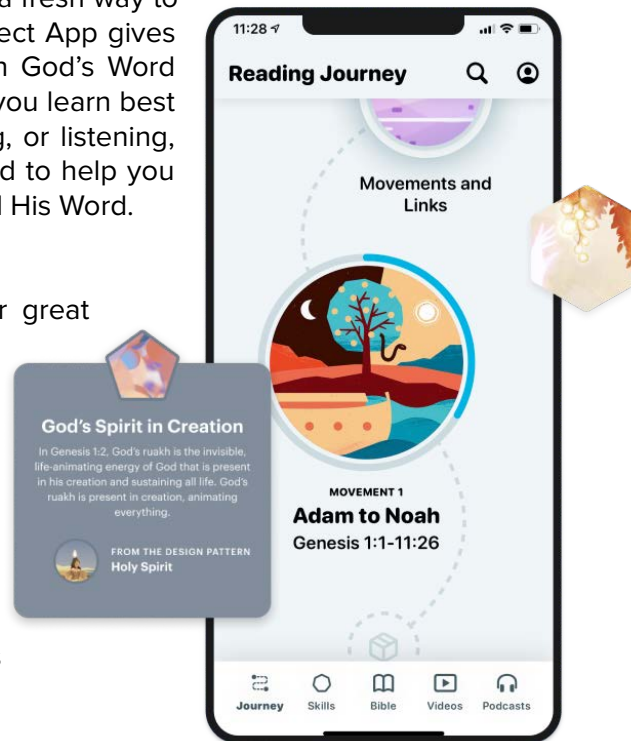 a fresh way to
ect App gives
God's Word
you learn best
g, or listening,
d to help you
His Word.
r great
11:28
Reading Journey
Movements and
Links
God's Spirit in Creation
In Genesis 1:2, God's ruakh is the invisible,
life-animating energy of God that is present
in his creation and sustaining all life. God's
ruakh is present in creation, animating
everything.
FROM THE DESIGN PATTERN
Holy Spirit
MOVEMENT 1
Adam to Noah
Genesis 1:1-11:26
Journey Skills Bible Videos Podcasts